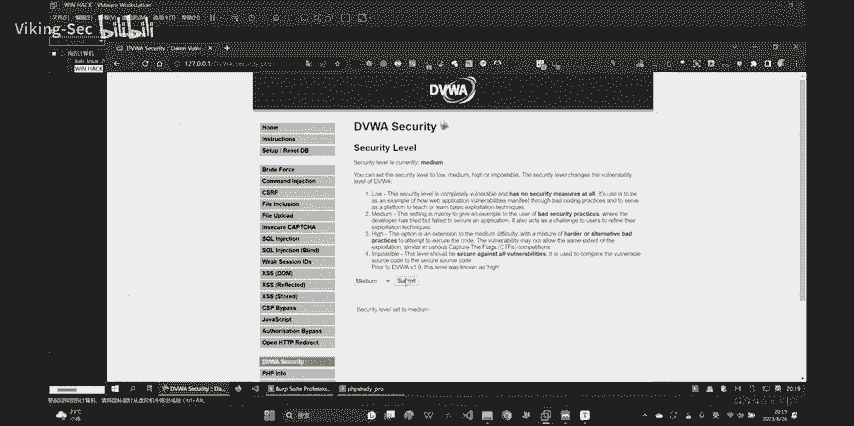 WIN HACK - VMware Workstation
Viking-Sec bilibili
DVWA Security
127.0.0.1
WIN HACK
DVWA
Home
Instructions
Setup / Reset DB
Brute Force
Command Injection
CSRF
File Inclusion
File Upload
Insecure CAPTCHA
SQL Injection
SQL Injection (Blind)
Weak Session IDs
XSS (DOM)
XSS (Reflected)
XSS (Stored)
CSP Bypass
JavaScript
Authorisation Bypass
Open HTTP Redirect
DVWA Security
PHP Info
DVWA Security
Security Level
Security level is currently: medium
You can set the security level to low, medium, high or impossible. The security level changes the vulnerability
level of DVWA:
1. Low - This security level is completely vulnerable and has no security measures at all. It's use is to be
as an example of how web application vulnerabilities manifest through bad coding practices and to serve
as a platform to teach or learn basic exploitation techniques.
2. Medium - This setting is mainly to give an example to the user of bad security practices, where the
developer has tried but failed to secure an application. It also acts as a challenge to users to refine their
exploitation techniques.
3. High - This option is an extension to the medium difficulty, with a mixture of harder or alternative bad
practices to attempt to secure the code. The vulnerability may not allow the same extent of the
exploitation, similar in various Capture The Flags (CTFs) competitions.
4. Impossible - This level should be secure against all vulnerabilities. It is used to compare the vulnerable
source code to the secure source code.
Prior to DVWA v1.9, this level was known as 'high'.
Medium Submit
Security level set to medium
DVWA Security :: Da...
Burp Suite Professio...
phpstudy_pro
20:19
搜索
20:19
2023/8/26